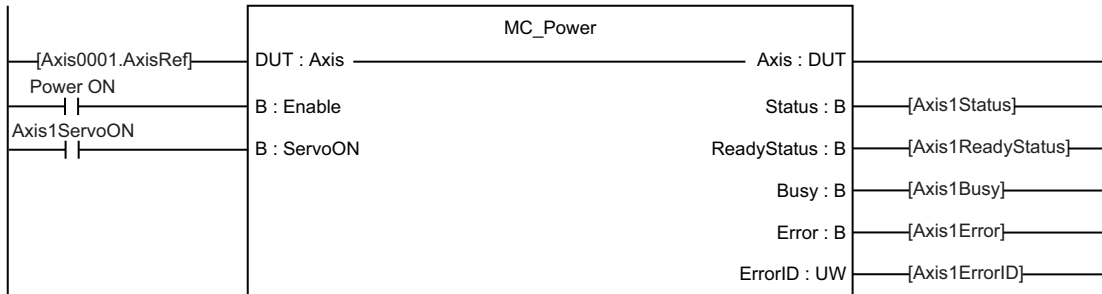 MC_Power
[Axis0001.AxisRef] DUT : Axis Axis : DUT
Power ON
B : Enable Status : B [Axis1Status]
Axis1ServoON
B : ServoON ReadyStatus : B [Axis1ReadyStatus]
Busy : B [Axis1Busy]
Error : B [Axis1Error]
ErrorID : UW [Axis1ErrorID]